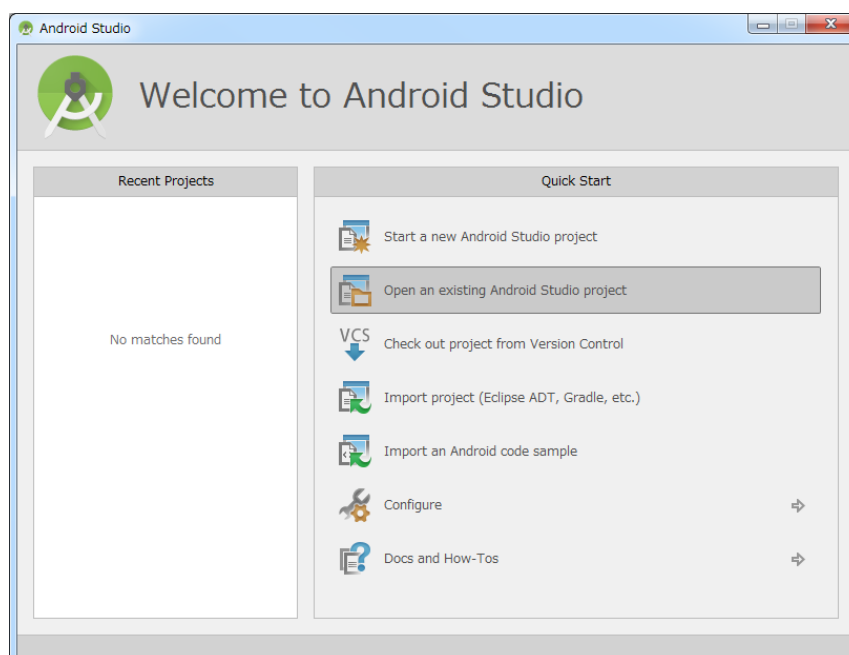 Android Studio
Welcome to Android Studio
Recent Projects
No matches found
Quick Start
Start a new Android Studio project
Open an existing Android Studio project
VCS
Check out project from Version Control
Import project (Eclipse ADT, Gradle, etc.)
Import an Android code sample
Configure
Docs and How-Tos